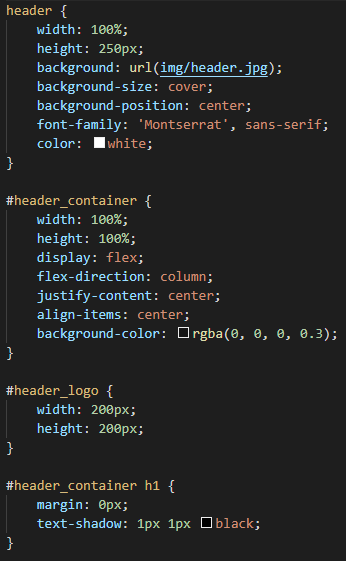 header {
    width: 100%;
    height: 250px;
    background: url(img/header.jpg);
    background-size: cover;
    background-position: center;
    font-family: 'Montserrat', sans-serif;
    color: white;
}

#header_container {
    width: 100%;
    height: 100%;
    display: flex;
    flex-direction: column;
    justify-content: center;
    align-items: center;
    background-color: rgba(0, 0, 0, 0.3);
}

#header_logo {
    width: 200px;
    height: 200px;
}

#header_container h1 {
    margin: 0px;
    text-shadow: 1px 1px black;
}